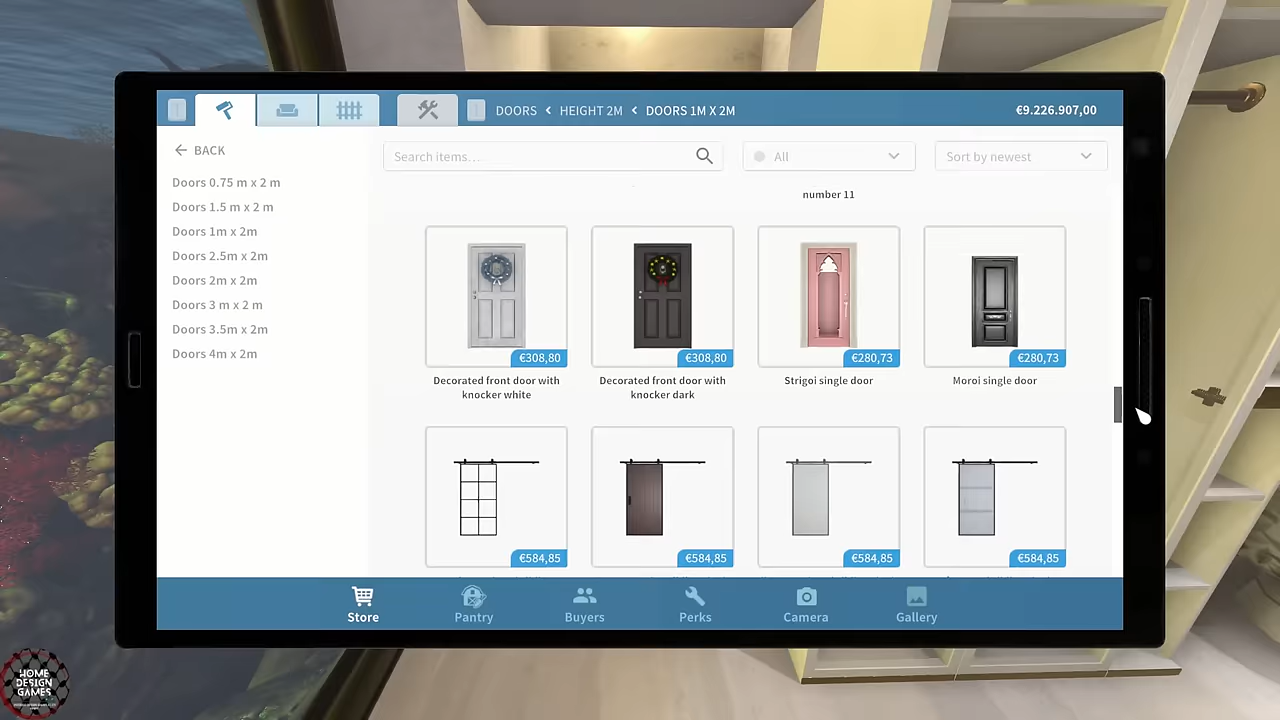 DOORS < HEIGHT 2M < DOORS 1M X 2M
€9.226.907,00
BACK
Search items....
All
Sort by newest
Doors 0.75 m x 2 m
Doors 1.5 m x 2 m
Doors 1m x 2m
Doors 2.5m x 2m
Doors 2m x 2m
Doors 3 m x 2 m
Doors 3.5m x 2m
Doors 4m x 2m
number 11
€308,80
€308,80
€280,73
€280,73
Decorated front door with
knocker white
Decorated front door with
knocker dark
Strigoi single door
Moroi single door
€584,85
€584,85
€584,85
€584,85
Store
Pantry
Buyers
Perks
Camera
Gallery
HOME
DESIGN
GAMES